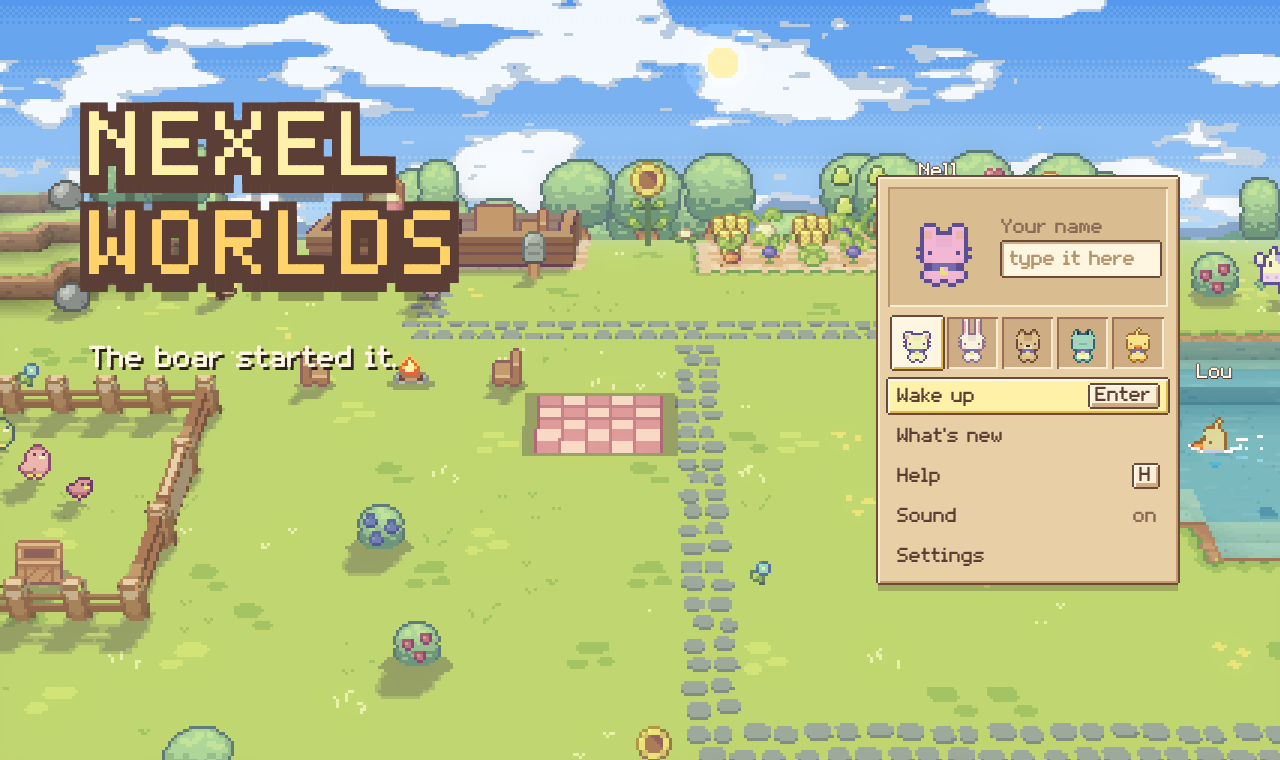 NEXEL
WORLDS
The boar started it.
Nell
Your name
type it here
Wake up Enter
What's new
Help H
Sound on
Settings
Lou